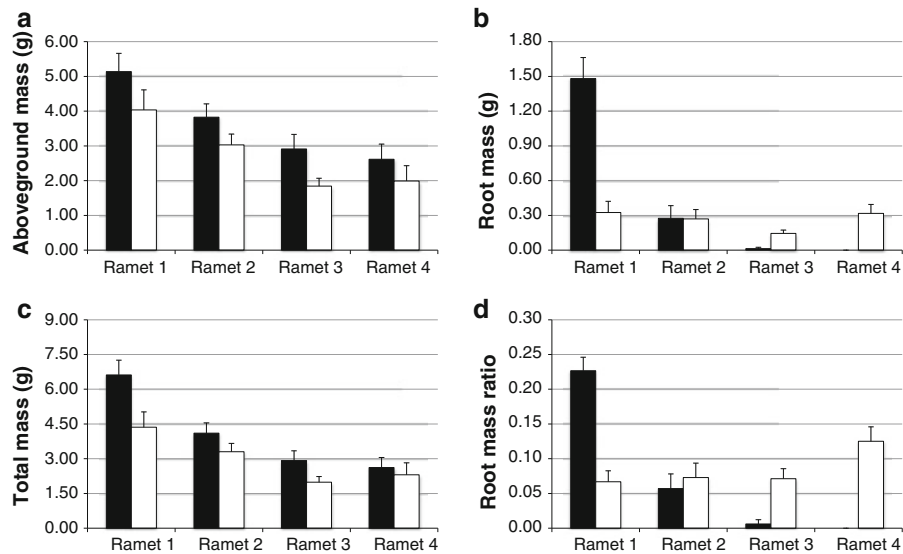 a
Aboveground mass (g)
6.00
5.00
4.00
3.00
2.00
1.00
0.00
Ramet 1 Ramet 2 Ramet 3 Ramet 4
b
Root mass (g)
1.80
1.50
1.20
0.90
0.60
0.30
0.00
Ramet 1 Ramet 2 Ramet 3 Ramet 4
c
Total mass (g)
9.00
7.50
6.00
4.50
3.00
1.50
0.00
Ramet 1 Ramet 2 Ramet 3 Ramet 4
d
Root mass ratio
0.30
0.25
0.20
0.15
0.10
0.05
0.00
Ramet 1 Ramet 2 Ramet 3 Ramet 4